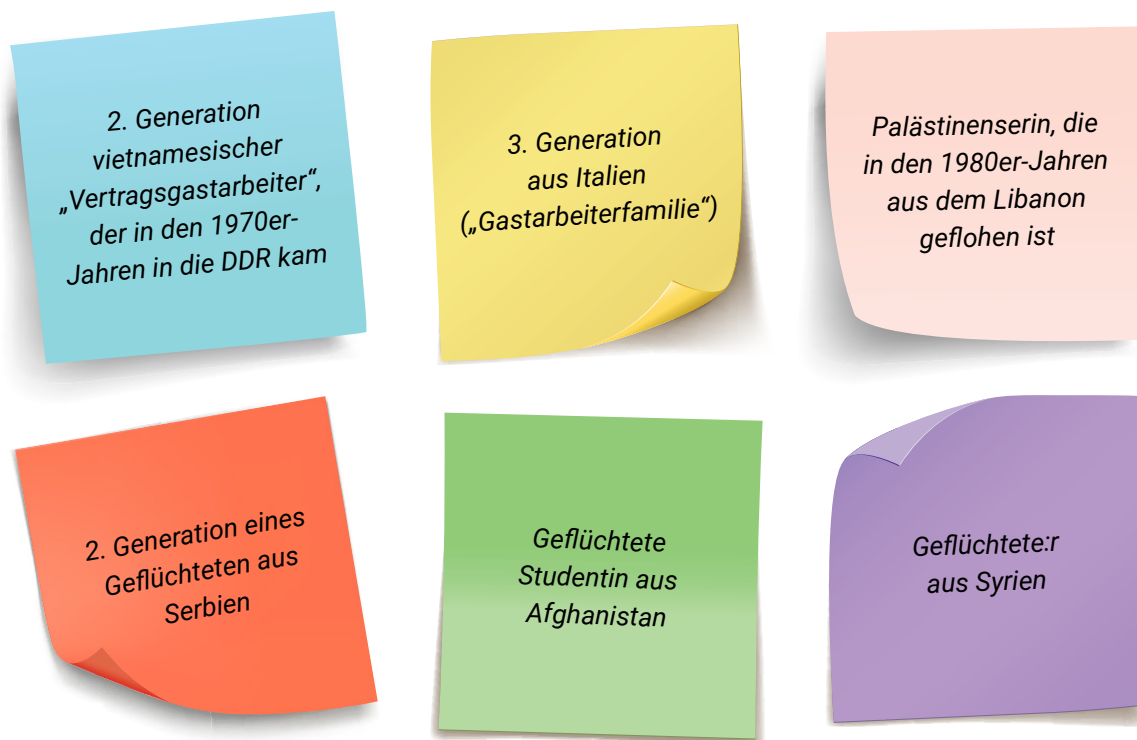 2. Generation
vietnamesischer
„Vertragsgastarbeiter“,
der in den 1970er-
Jahren in die DDR kam
3. Generation
aus Italien
(„Gastarbeiterfamilie“)
Palästinenserin, die
in den 1980er-Jahren
aus dem Libanon
geflohen ist
2. Generation eines
Geflüchteten aus
Serbien
Geflüchtete
Studentin aus
Afghanistan
Geflüchtete:r
aus Syrien